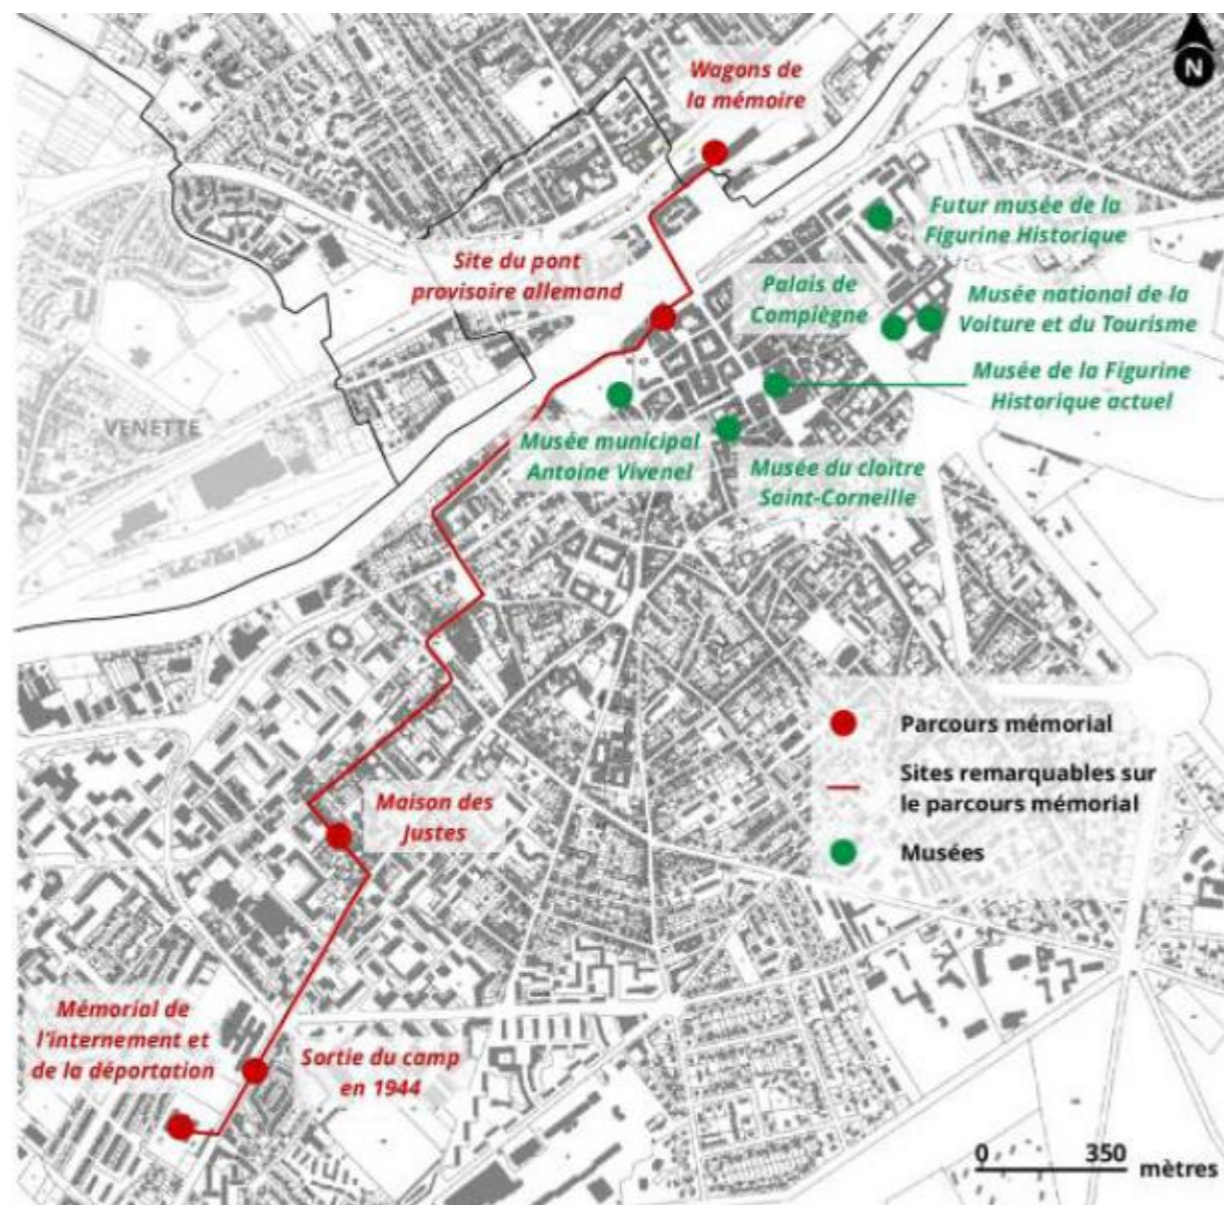 N
Wagons de
la mémoire
Futur musée de la
Figurine Historique
Site du pont
provisoire allemand
Palais de
Compiègne
Musée national de la
Voiture et du Tourisme
Musée de la Figurine
Historique actuel
VENETTE
Musée municipal
Antoine Vivenel
Musée du cloître
Saint-Corneille
Parcours mémorial
Sites remarquables sur
le parcours mémorial
Musées
Maison des
Justes
Mémorial de
l'internement et
de la déportation
Sortie du camp
en 1944
0 350 mètres